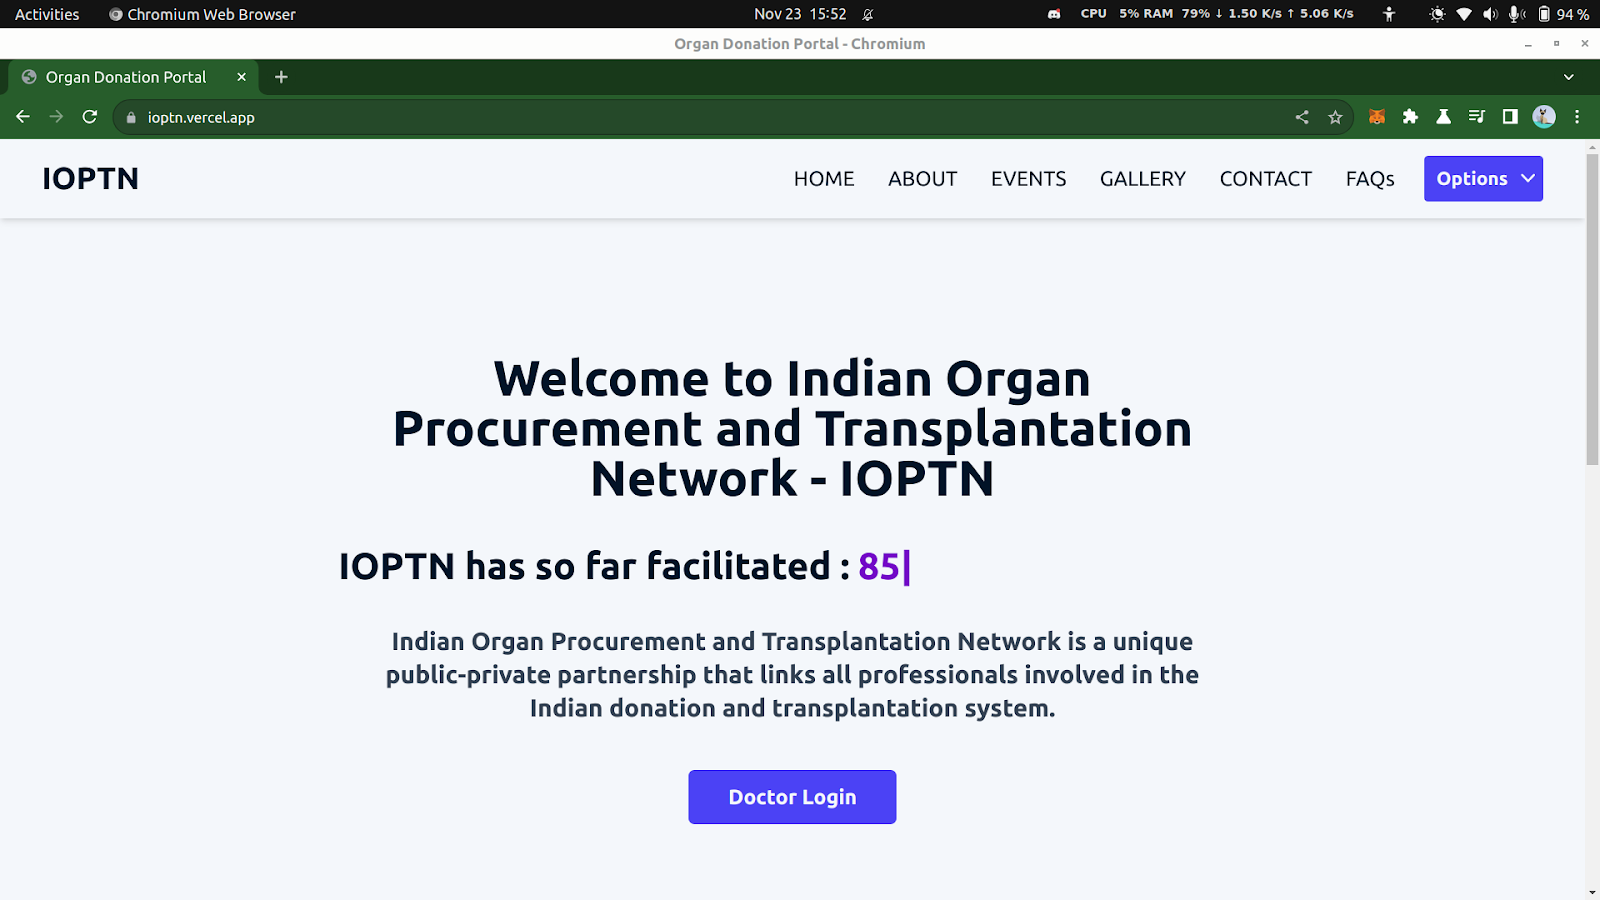 Activities Chromium Web Browser Nov 23 15:52 CPU 5% RAM 79% ↓ 1.50 K/s ↑ 5.06 K/s 94 %
Organ Donation Portal - Chromium
Organ Donation Portal
ioptn.vercel.app
IOPTN HOME ABOUT EVENTS GALLERY CONTACT FAQs Options
Welcome to Indian Organ
Procurement and Transplantation
Network - IOPTN
IOPTN has so far facilitated : 85|
Indian Organ Procurement and Transplantation Network is a unique
public-private partnership that links all professionals involved in the
Indian donation and transplantation system.
Doctor Login